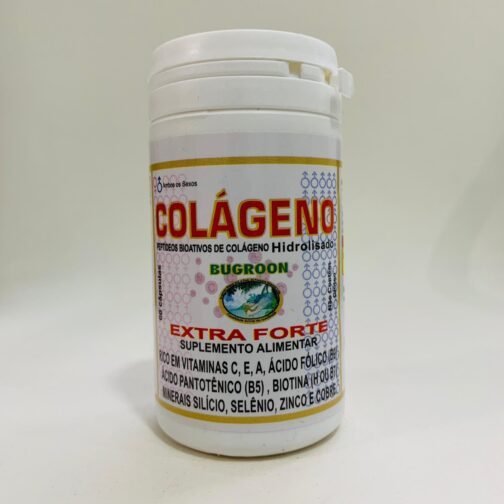 Ambos os Sexos
COLÁGENO
PEPTÍDEOS BIOATIVOS DE COLÁGENO Hidrolisado
BUGROON
60 cápsulas
EXTRA FORTE
SUPLEMENTO ALIMENTAR
RICO EM VITAMINAS C, E, A, ÁCIDO FÓLICO (B9)
ÁCIDO PANTOTÊNICO (B5) , BIOTINA (H OU B7)
MINERAIS SILÍCIO, SELÊNIO, ZINCO E COBRE.